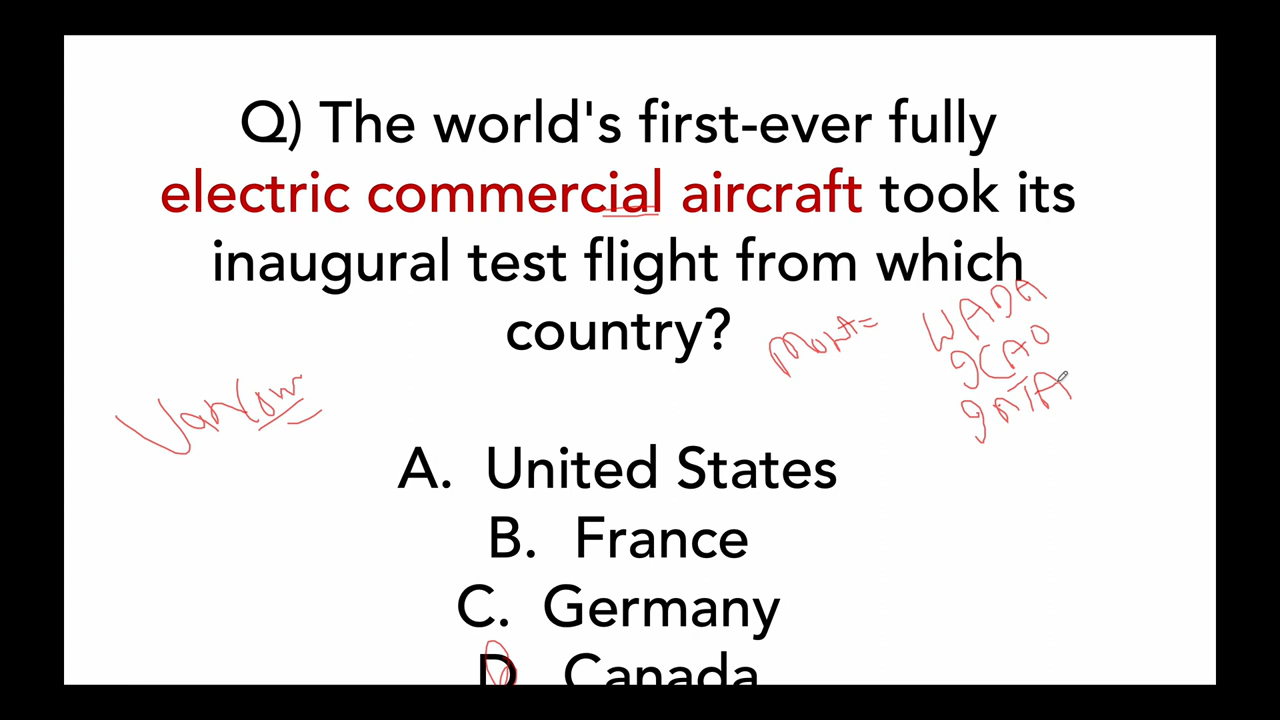 Q) The world's first-ever fully
electric commercial aircraft took its
inaugural test flight from which
country?
WADA
ICAO
IATA
A. United States
B. France
C. Germany
D Canada